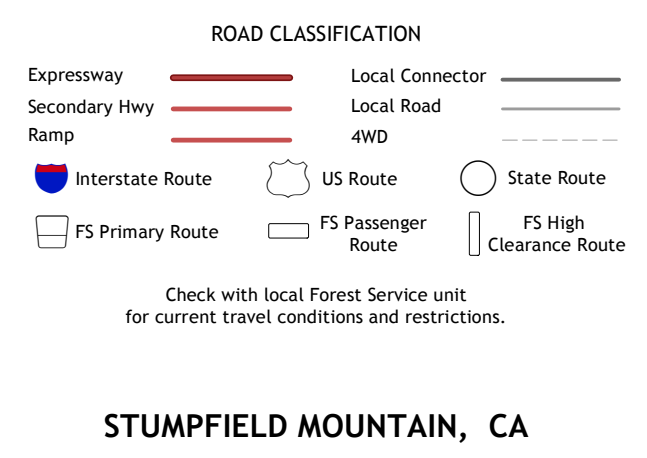 ROAD CLASSIFICATION
Expressway
Local Connector
Secondary Hwy
Local Road
Ramp
4WD
Interstate Route
US Route
State Route
FS Primary Route
FS Passenger
Route
FS High
Clearance Route
Check with local Forest Service unit
for current travel conditions and restrictions.
STUMPFIELD MOUNTAIN, CA